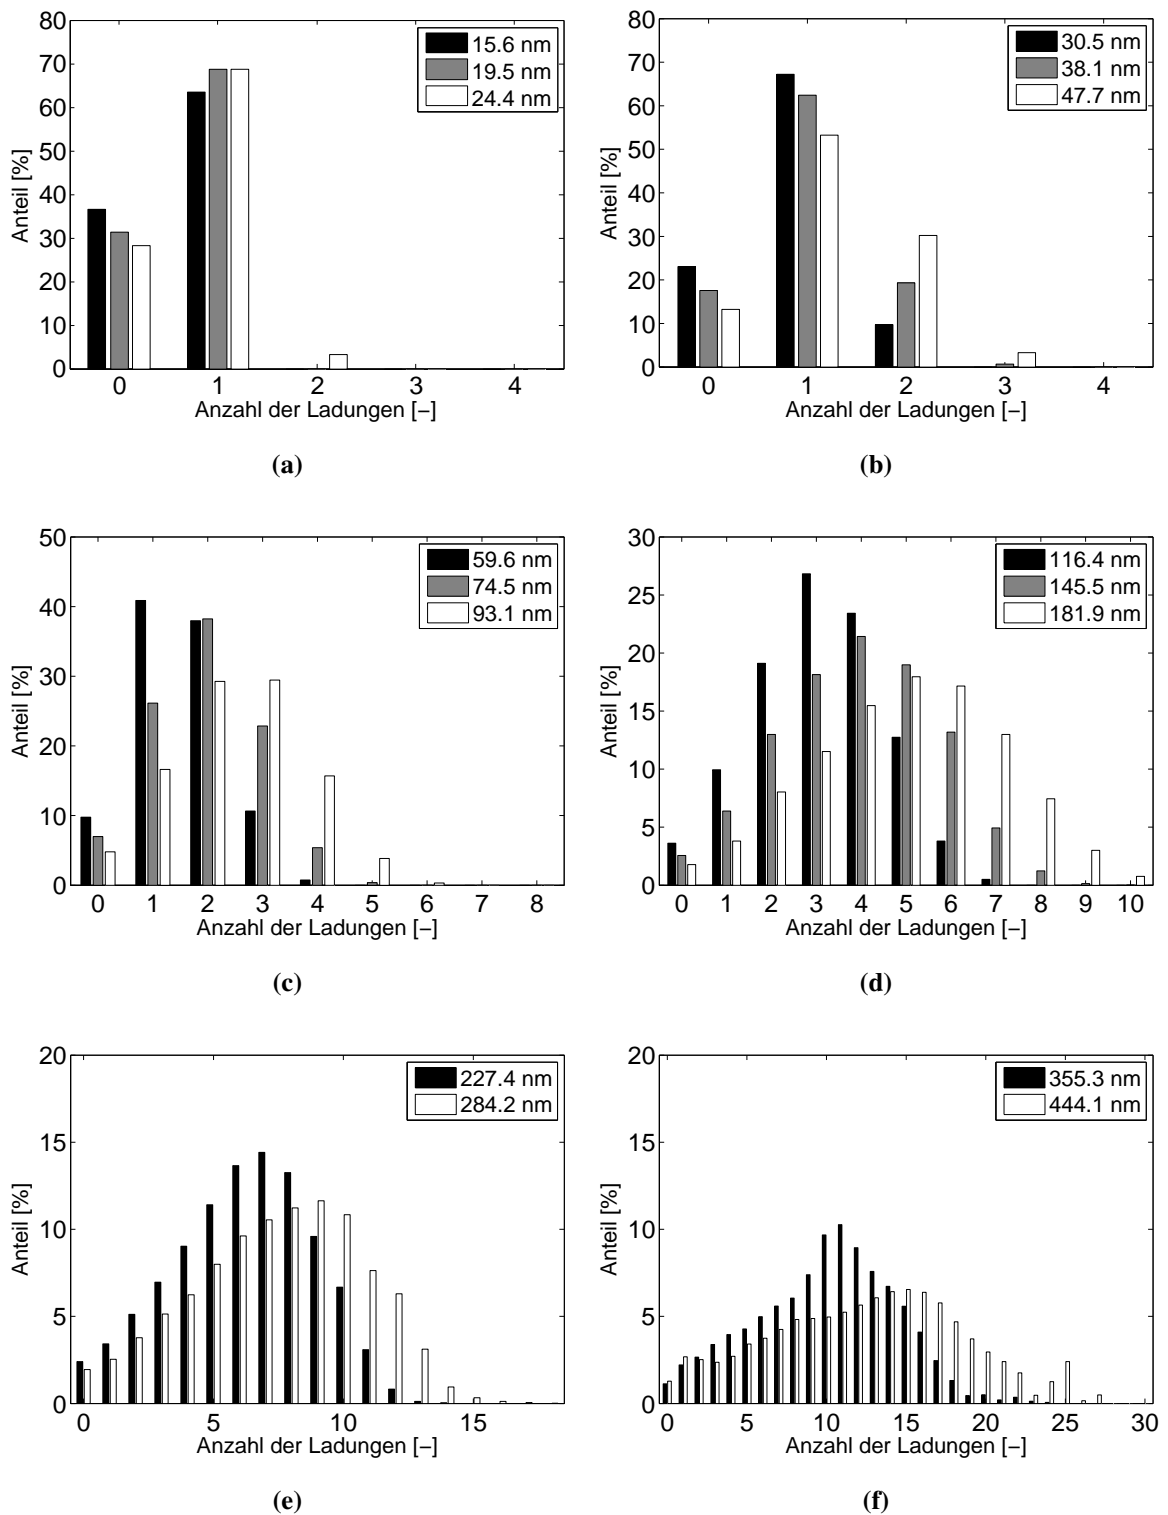 80
70
60
50
40
30
20
10
0
Anteil [%]
15.6 nm
19.5 nm
24.4 nm
0 1 2 3 4
Anzahl der Ladungen [−]
(a)
80
70
60
50
40
30
20
10
0
Anteil [%]
30.5 nm
38.1 nm
47.7 nm
0 1 2 3 4
Anzahl der Ladungen [−]
(b)
50
40
30
20
10
0
Anteil [%]
59.6 nm
74.5 nm
93.1 nm
0 1 2 3 4 5 6 7 8
Anzahl der Ladungen [−]
(c)
30
25
20
15
10
5
0
Anteil [%]
116.4 nm
145.5 nm
181.9 nm
0 1 2 3 4 5 6 7 8 9 10
Anzahl der Ladungen [−]
(d)
20
15
10
5
0
Anteil [%]
227.4 nm
284.2 nm
0 5 10 15
Anzahl der Ladungen [−]
(e)
20
15
10
5
0
Anteil [%]
355.3 nm
444.1 nm
0 5 10 15 20 25 30
Anzahl der Ladungen [−]
(f)